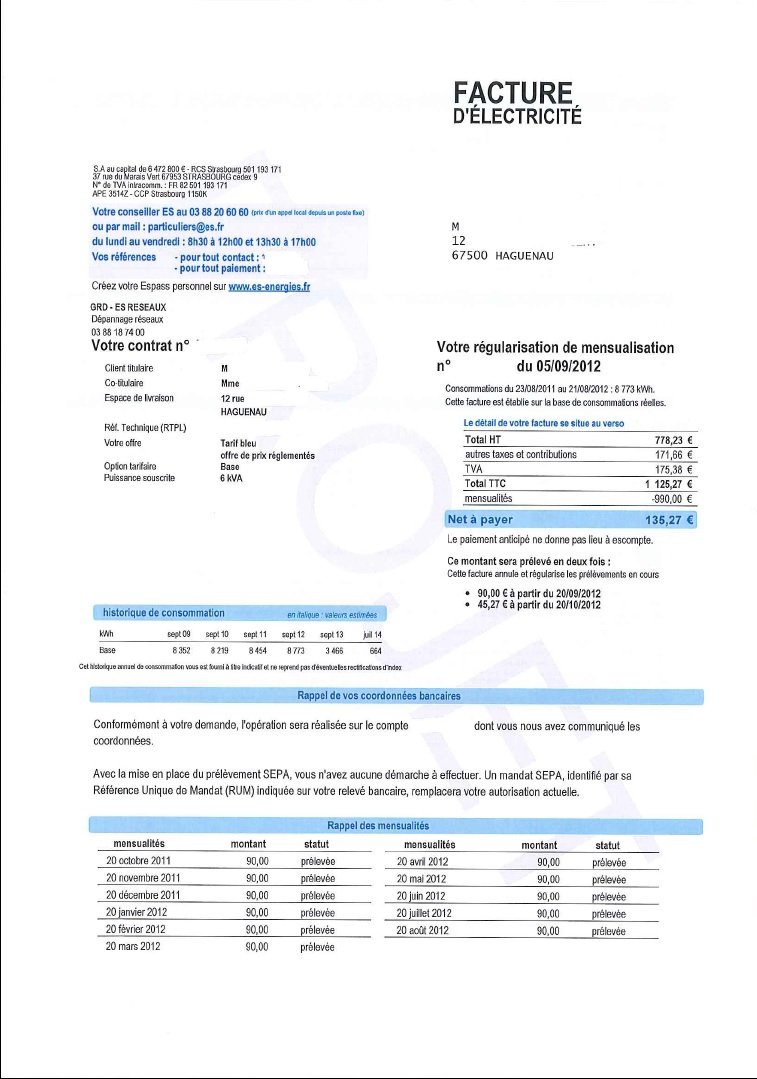 FACTURE
D'ÉLECTRICITÉ
S.A au capital de 6 472 800 € - RCS Strasbourg 501 193 171
37 rue du Marais Vert 67953 STRASBOURG cedex 9
N° de TVA intracomm. : FR 82 501 193 171
APE 3514Z - CCP Strasbourg 1150K
Votre conseiller ES au 03 88 20 60 60 (prix d'un appel local depuis un poste fixe)
ou par mail : particuliers@es.fr
du lundi au vendredi : 8h30 à 12h00 et 13h30 à 17h00
Vos références - pour tout contact :
- pour tout paiement :
Créez votre Espass personnel sur www.es-energies.fr
M
12
67500 HAGUENAU
GRD - ES RESEAUX
Dépannage réseaux
03 88 18 74 00
Votre contrat n°
Client titulaire M
Co-titulaire Mme
Espace de livraison 12 rue
HAGUENAU
Réf. Technique (RTPL)
Votre offre Tarif bleu
offre de prix réglementés
Option tarifaire Base
Puissance souscrite 6 kVA
Votre régularisation de mensualisation
n° du 05/09/2012
Consommations du 23/08/2011 au 21/08/2012 : 8 773 kWh.
Cette facture est établie sur la base de consommations réelles.
Le détail de votre facture se situe au verso
Total HT 778,23 €
autres taxes et contributions 171,66 €
TVA 175,38 €
Total TTC 1 125,27 €
mensualités -990,00 €
Net à payer 135,27 €
Le paiement anticipé ne donne pas lieu à escompte.
Ce montant sera prélevé en deux fois :
Cette facture annule et régularise les prélèvements en cours
• 90,00 € à partir du 20/09/2012
• 45,27 € à partir du 20/10/2012
historique de consommation en italique : valeurs estimées
kWh sept 09 sept 10 sept 11 sept 12 sept 13 juil 14
Base 8 352 8 219 8 454 8 773 3 466 664
Cet historique annuel de consommation vous est fourni à titre indicatif et ne reprend pas d'éventuelles rectifications d'index
Rappel de vos coordonnées bancaires
Conformément à votre demande, l'opération sera réalisée sur le compte dont vous nous avez communiqué les
coordonnées.
Avec la mise en place du prélèvement SEPA, vous n'avez aucune démarche à effectuer. Un mandat SEPA, identifié par sa
Référence Unique de Mandat (RUM) indiquée sur votre relevé bancaire, remplacera votre autorisation actuelle.
Rappel des mensualités
mensualités montant statut mensualités montant statut
20 octobre 2011 90,00 prélevée 20 avril 2012 90,00 prélevée
20 novembre 2011 90,00 prélevée 20 mai 2012 90,00 prélevée
20 décembre 2011 90,00 prélevée 20 juin 2012 90,00 prélevée
20 janvier 2012 90,00 prélevée 20 juillet 2012 90,00 prélevée
20 février 2012 90,00 prélevée 20 août 2012 90,00 prélevée
20 mars 2012 90,00 prélevée
PROJET